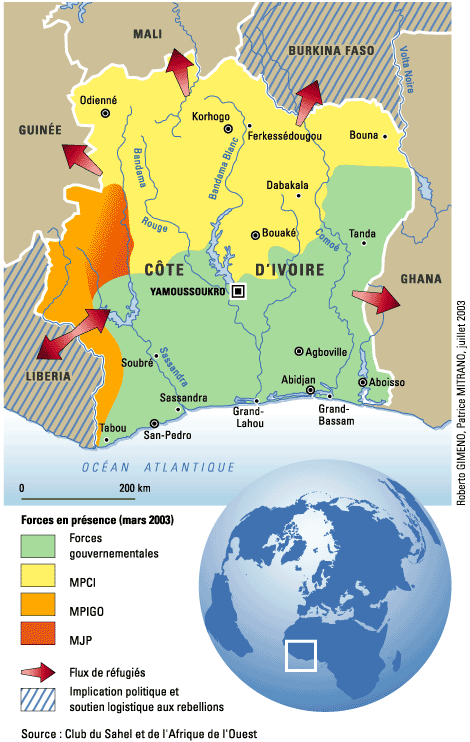 MALI
BURKINA FASO
Volta Noire
Odienné
Korhogo
Ferkessédougou
Bouna
GUINÉE
Bandama
Bandama Blanc
Dabakala
Rouge
Bouaké
Comoé
Tanda
CÔTE D'IVOIRE
GHANA
YAMOUSSOUKRO
Agboville
LIBERIA
Soubré
Sassandra
Abidjan
Aboisso
Sassandra
Grand-
Lahou
Grand-
Bassam
Tabou
San-Pedro
OCÉAN ATLANTIQUE
0 200 km
Roberto GIMENO, Patrice MITRANO, juillet 2003
Forces en présence (mars 2003)
Forces
gouvernementales
MPCI
MPIGO
MJP
Flux de réfugiés
Implication politique et
soutien logistique aux rebellions
Source : Club du Sahel et de l'Afrique de l'Ouest